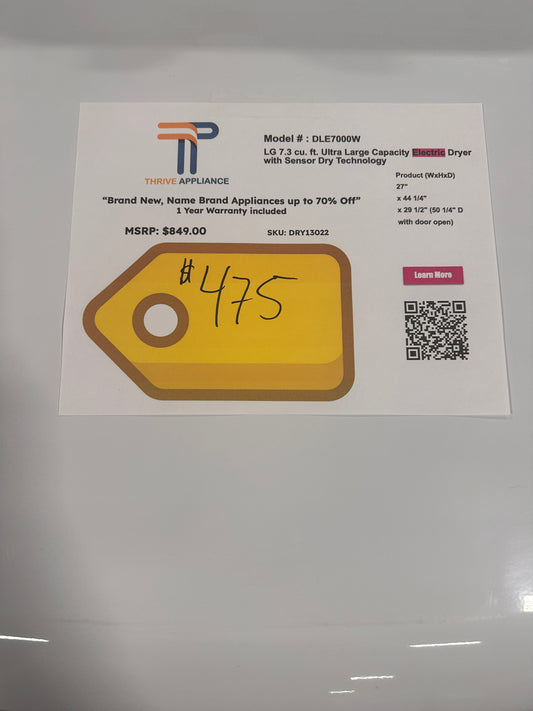 Model # : DLE7000W
LG 7.3 cu. ft. Ultra Large Capacity Electric Dryer
with Sensor Dry Technology
TP
THRIVE APPLIANCE
Product (WxHxD)
27"
x 44 1/4"
x 29 1/2" (50 1/4" D
with door open)
"Brand New, Name Brand Appliances up to 70% Off"
1 Year Warranty included
MSRP: $849.00
SKU: DRY13022
$475
Learn More